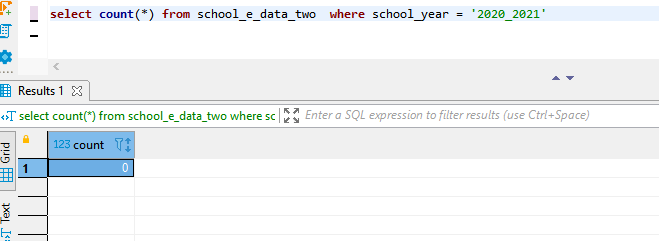 select count(*) from school_e_data_two  where school_year = '2020_2021'
Results 1
select count(*) from school_e_data_two where sc
Enter a SQL expression to filter results (use Ctrl+Space)
Grid
123 count
1
0
Text